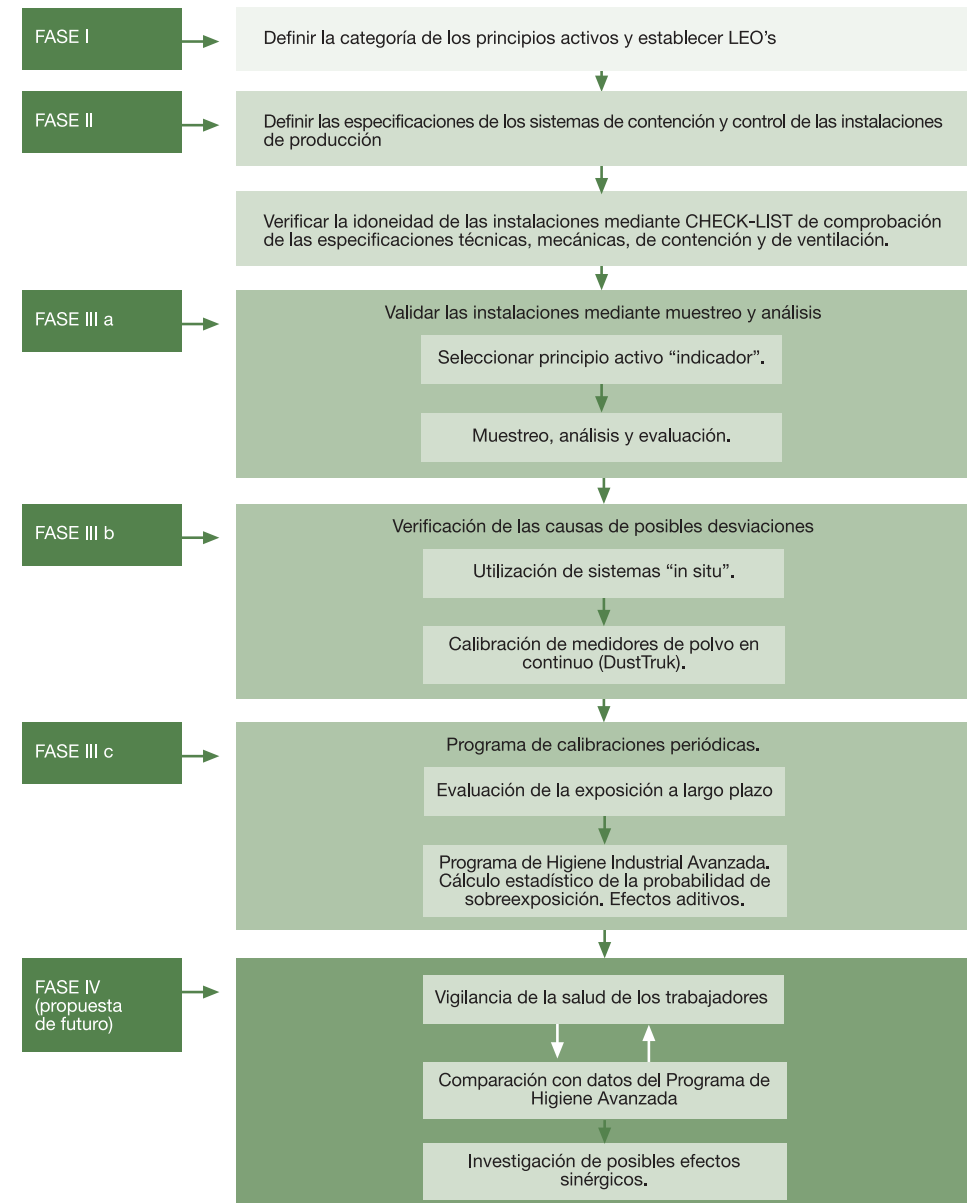 FASE I
Definir la categoría de los principios activos y establecer LEO's
FASE II
Definir las especificaciones de los sistemas de contención y control de las instalaciones
de producción
Verificar la idoneidad de las instalaciones mediante CHECK-LIST de comprobación
de las especificaciones técnicas, mecánicas, de contención y de ventilación.
FASE III a
Validar las instalaciones mediante muestreo y análisis
Seleccionar principio activo “indicador”.
Muestreo, análisis y evaluación.
FASE III b
Verificación de las causas de posibles desviaciones
Utilización de sistemas “in situ”.
Calibración de medidores de polvo en
continuo (DustTruk).
FASE III c
Programa de calibraciones periódicas.
Evaluación de la exposición a largo plazo
Programa de Higiene Industrial Avanzada.
Cálculo estadístico de la probabilidad de
sobreexposición. Efectos aditivos.
FASE IV
(propuesta
de futuro)
Vigilancia de la salud de los trabajadores
Comparación con datos del Programa de
Higiene Avanzada
Investigación de posibles efectos
sinérgicos.